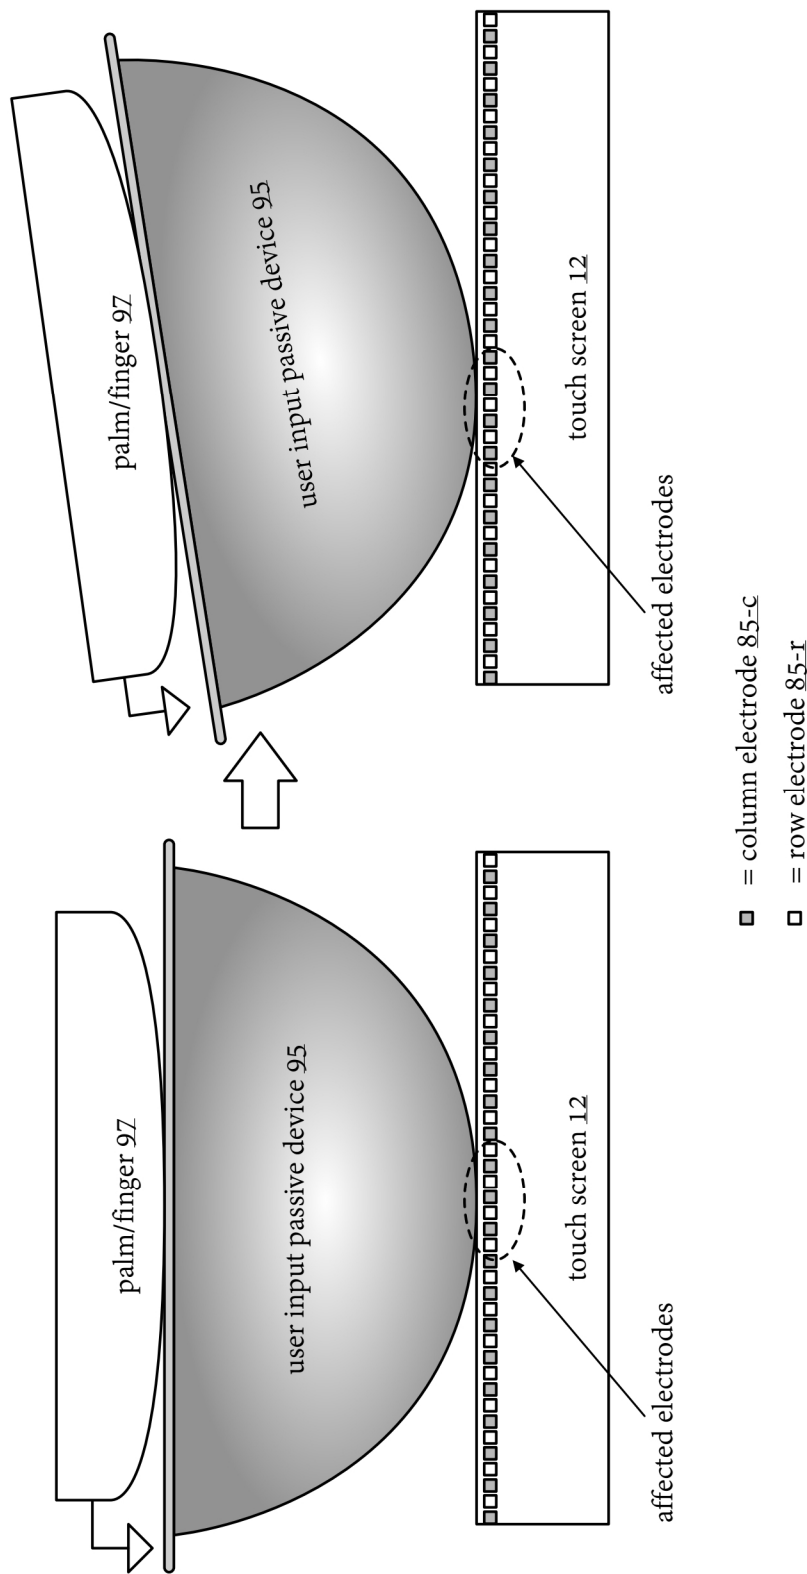 palm/finger 97
user input passive device 95
touch screen 12
affected electrodes
palm/finger 97
user input passive device 95
touch screen 12
affected electrodes
= column electrode 85-c
= row electrode 85-r